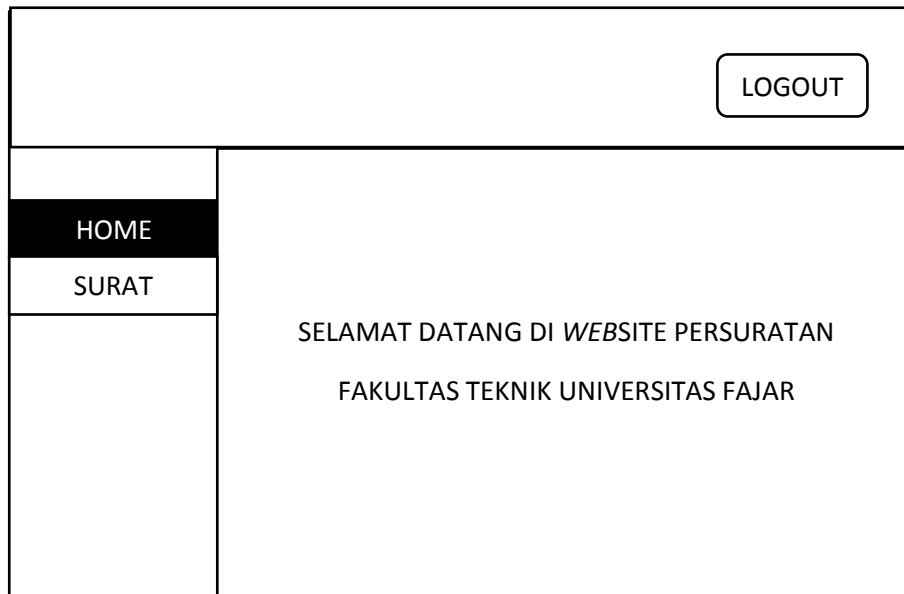 LOGOUT
HOME
SURAT
SELAMAT DATANG DI WEBSITE PERSURATAN
FAKULTAS TEKNIK UNIVERSITAS FAJAR